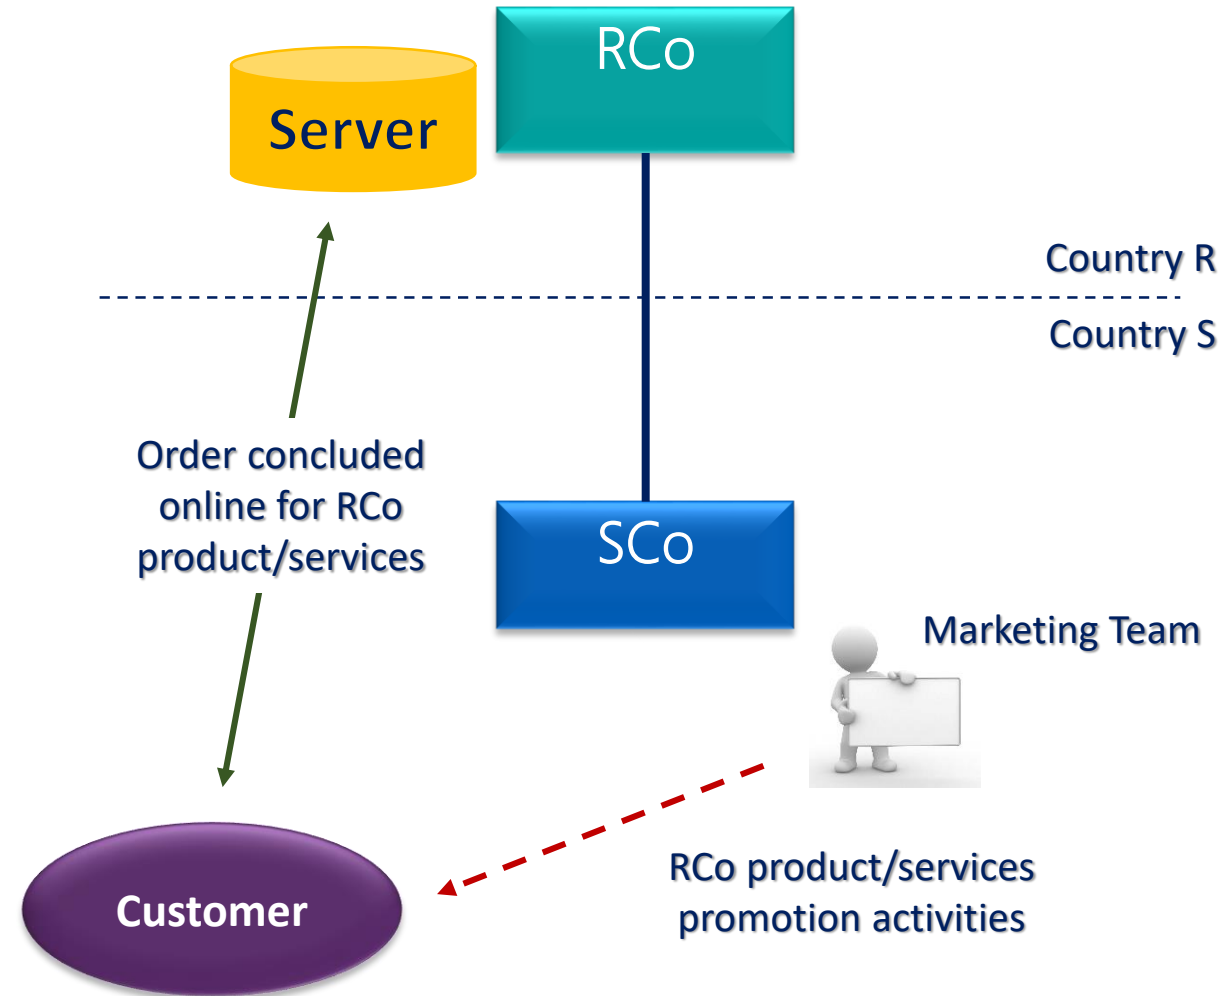 RCo
Server
Country R
Country S
Order concluded
online for RCo
product/services
SCo
Marketing Team
RCo product/services
promotion activities
Customer